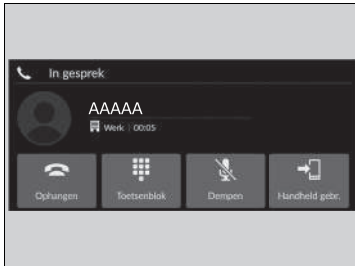 In gesprek
AAAAA
Werk | 00:05
Ophangen Toetsenblok Dempen Handheld gebr.